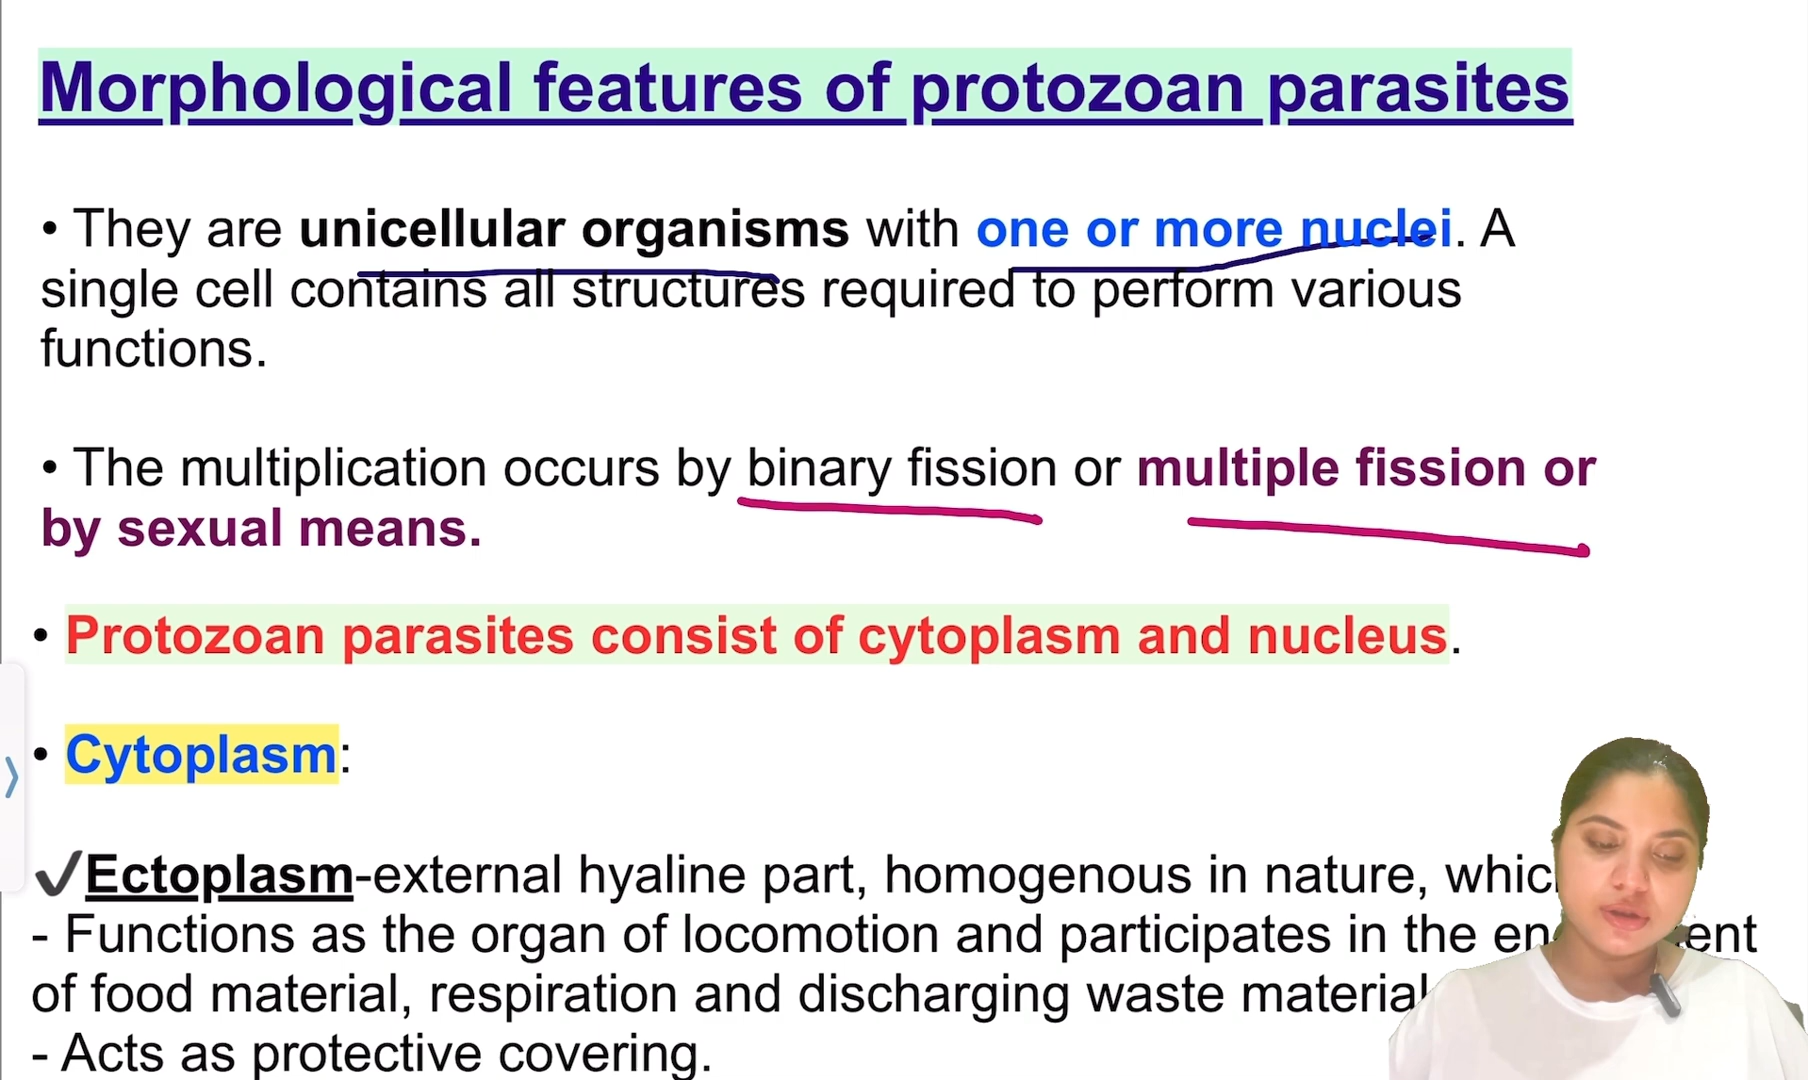 Morphological features of protozoan parasites
• They are unicellular organisms with one or more nuclei. A
single cell contains all structures required to perform various
functions.
• The multiplication occurs by binary fission or multiple fission or
by sexual means.
• Protozoan parasites consist of cytoplasm and nucleus.
• Cytoplasm:
✓Ectoplasm-external hyaline part, homogenous in nature,
- Functions as the organ of locomotion and participates in the
of food material, respiration and discharging waste material
- Acts as protective covering.